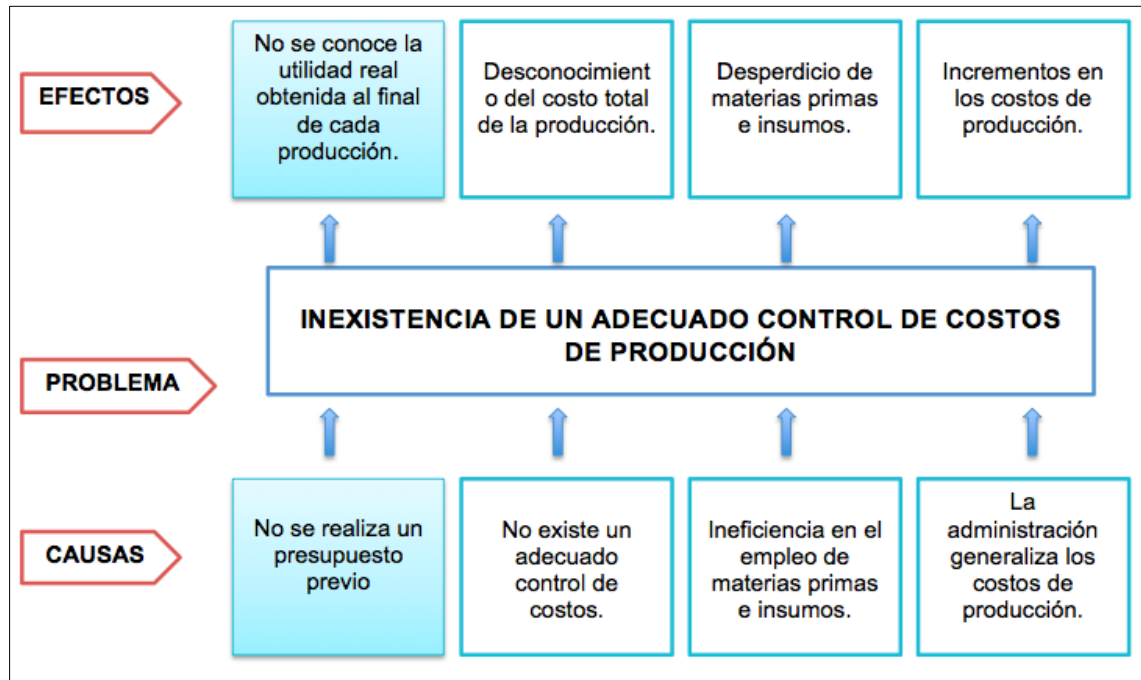 EFECTOS
No se conoce la
utilidad real
obtenida al final
de cada
producción.
Desconocimient
o del costo total
de la producción.
Desperdicio de
materias primas
e insumos.
Incrementos en
los costos de
producción.
PROBLEMA
INEXISTENCIA DE UN ADECUADO CONTROL DE COSTOS
DE PRODUCCIÓN
CAUSAS
No se realiza un
presupuesto
previo
No existe un
adecuado
control de
costos.
Ineficiencia en el
empleo de
materias primas
e insumos.
La
administración
generaliza los
costos de
producción.